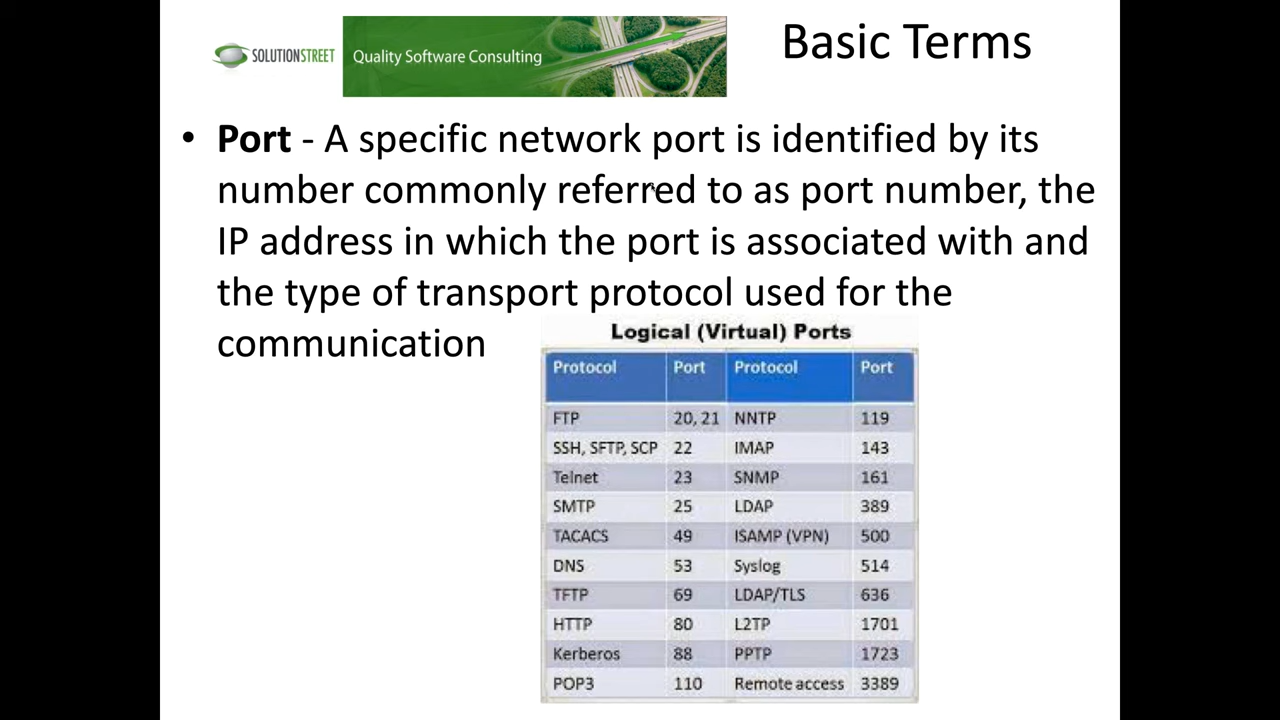 SOLUTIONSTREET Quality Software Consulting
Basic Terms
• Port - A specific network port is identified by its
number commonly referred to as port number, the
IP address in which the port is associated with and
the type of transport protocol used for the
communication
Logical (Virtual) Ports
Protocol Port Protocol Port
FTP 20, 21 NNTP 119
SSH, SFTP, SCP 22 IMAP 143
Telnet 23 SNMP 161
SMTP 25 LDAP 389
TACACS 49 ISAMP (VPN) 500
DNS 53 Syslog 514
TFTP 69 LDAP/TLS 636
HTTP 80 L2TP 1701
Kerberos 88 PPTP 1723
POP3 110 Remote access 3389